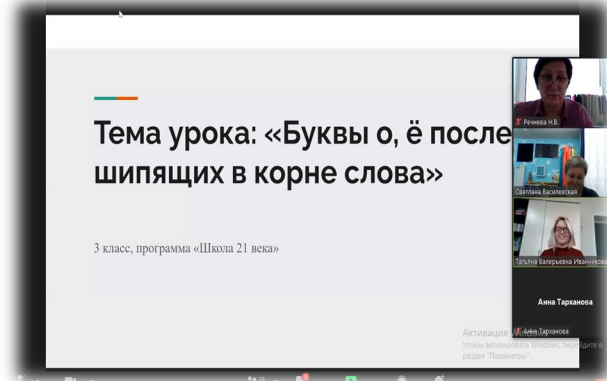 Тема урока: «Буквы о, ё после
шипящих в корне слова»
3 класс, программа «Школа 21 века»
Речнева Н.В.
Светлана Василевская
Татьяна Валерьевна Иванникова
Анна Тарханова
Анна Тарханова
Активация Windows
Чтобы активировать Windows, перейдите в
раздел "Параметры".